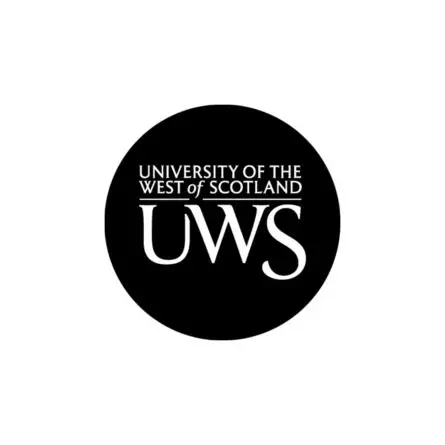 UNIVERSITY OF THE
WEST of SCOTLAND
UWS